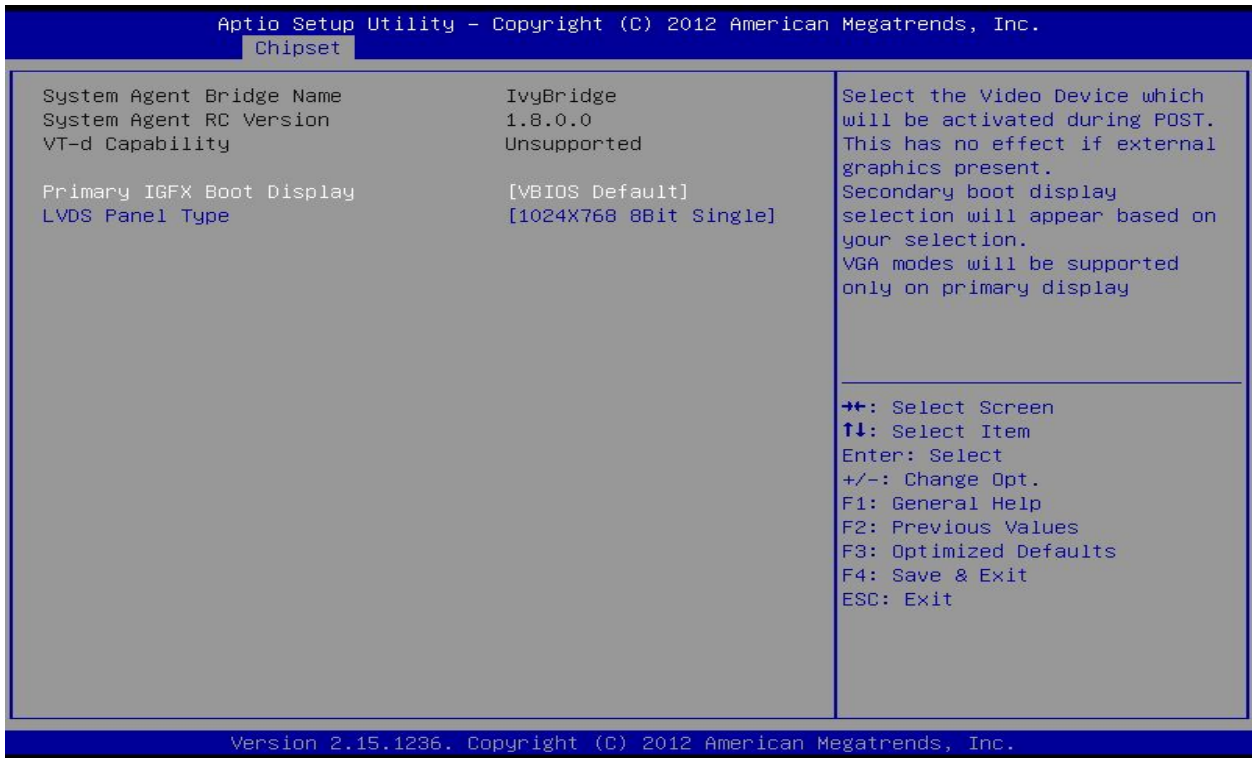 Aptio Setup Utility – Copyright (C) 2012 American Megatrends, Inc.
Chipset
System Agent Bridge Name IvyBridge
System Agent RC Version 1.8.0.0
VT-d Capability Unsupported
Primary IGFX Boot Display [VBIOS Default]
LVDS Panel Type [1024X768 8Bit Single]
Select the Video Device which
will be activated during POST.
This has no effect if external
graphics present.
Secondary boot display
selection will appear based on
your selection.
VGA modes will be supported
only on primary display
→←: Select Screen
↑↓: Select Item
Enter: Select
+/-: Change Opt.
F1: General Help
F2: Previous Values
F3: Optimized Defaults
F4: Save & Exit
ESC: Exit
Version 2.15.1236. Copyright (C) 2012 American Megatrends, Inc.